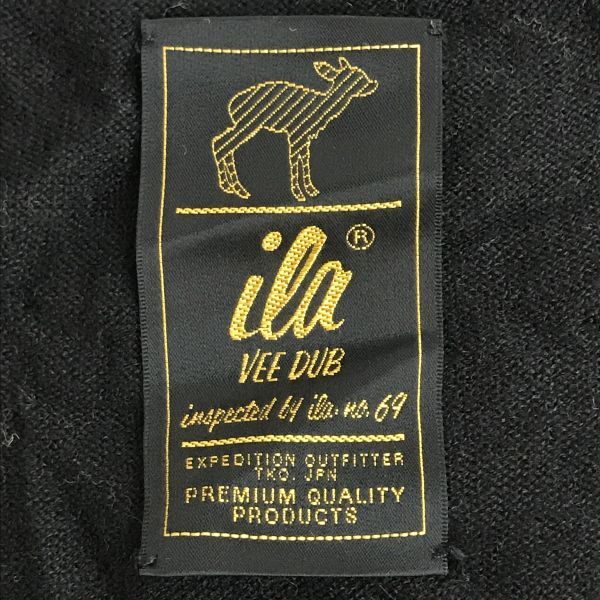 ila ®
VEE DUB
inspected by ila. no. 69
EXPEDITION OUTFITTER
TKO. JPN
PREMIUM QUALITY
PRODUCTS